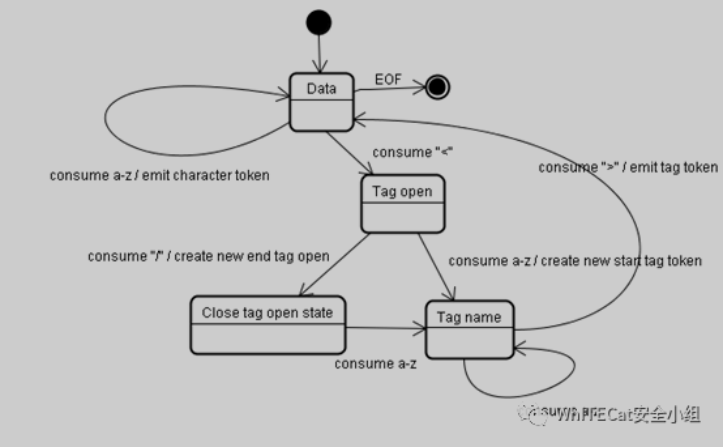 EOF
Data
consume "<"
consume a-z / emit character token
consume ">" / emit tag token
Tag open
consume "/" / create new end tag open
consume a-z / create new start tag token
Close tag open state
Tag name
consume a-z
WhITECat安全小组